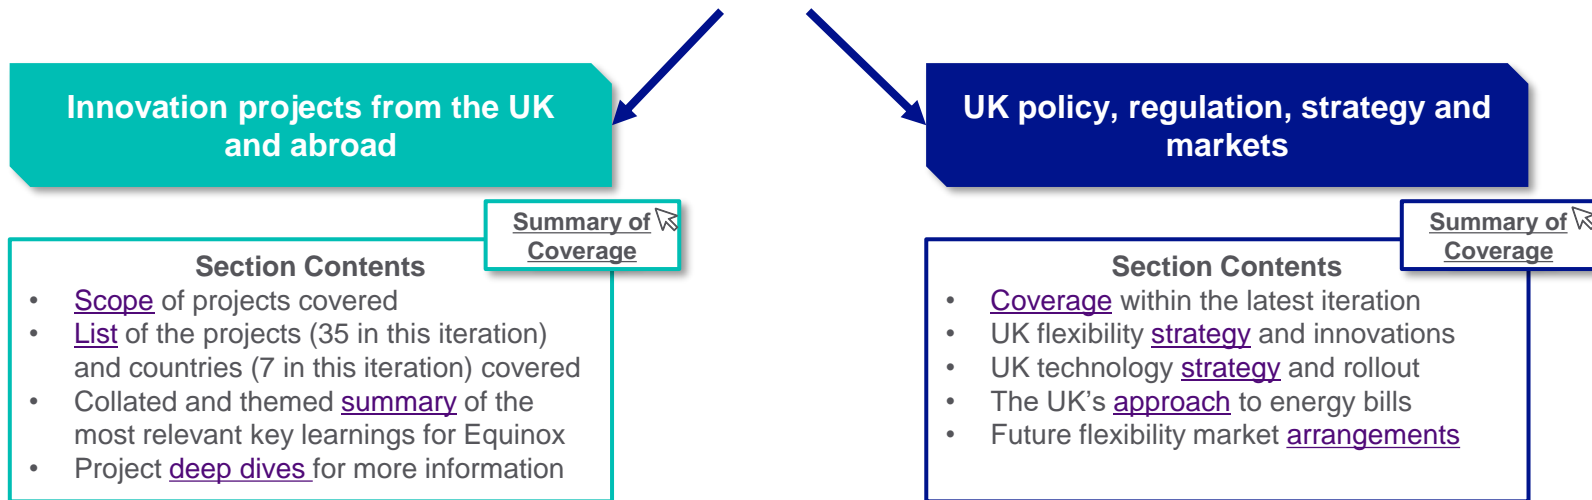 Innovation projects from the UK
and abroad
Summary of
Coverage
Section Contents
• Scope of projects covered
• List of the projects (35 in this iteration)
and countries (7 in this iteration) covered
• Collated and themed summary of the
most relevant key learnings for Equinox
• Project deep dives for more information
UK policy, regulation, strategy and
markets
Summary of
Coverage
Section Contents
• Coverage within the latest iteration
• UK flexibility strategy and innovations
• UK technology strategy and rollout
• The UK's approach to energy bills
• Future flexibility market arrangements